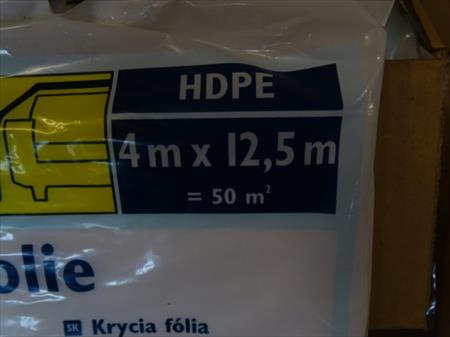 HDPE
4 m x 12,5 m
= 50 m²
olie
SK Krycia fólia